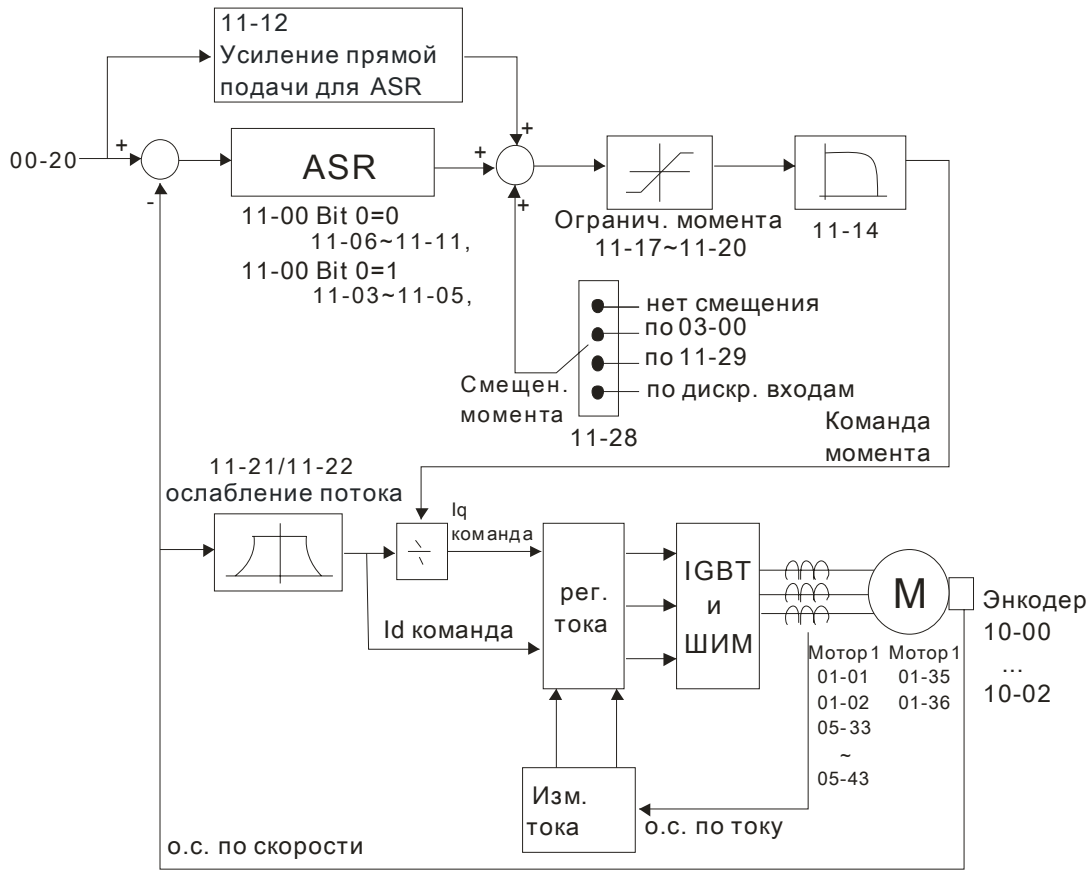 11-12
Усиление прямой
подачи для ASR
00-20
+
-
ASR
+
+
+
11-00 Bit 0=0
11-06~11-11,
11-00 Bit 0=1
11-03~11-05,
Огранич. момента
11-17~11-20
11-14
нет смещения
по 03-00
по 11-29
по дискр. входам
Смещен.
момента
11-28
Команда
момента
11-21/11-22
ослабление потока
Iq
команда
Id команда
рег.
тока
IGBT
и
ШИМ
M
Энкодер
10-00
...
10-02
Мотор1 Мотор1
01-01 01-35
01-02 01-36
05-33
~
05-43
Изм.
тока
о.с. по току
о.с. по скорости